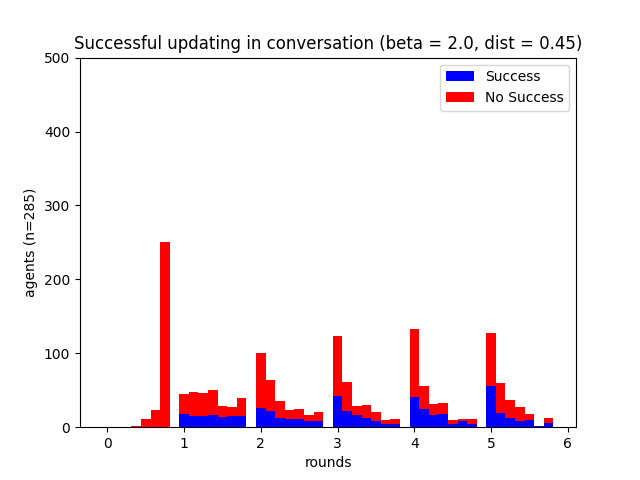 Successful updating in conversation (beta = 2.0, dist = 0.45)
Success
No Success
500
400
300
200
100
0
agents (n=285)
0 1 2 3 4 5 6
rounds